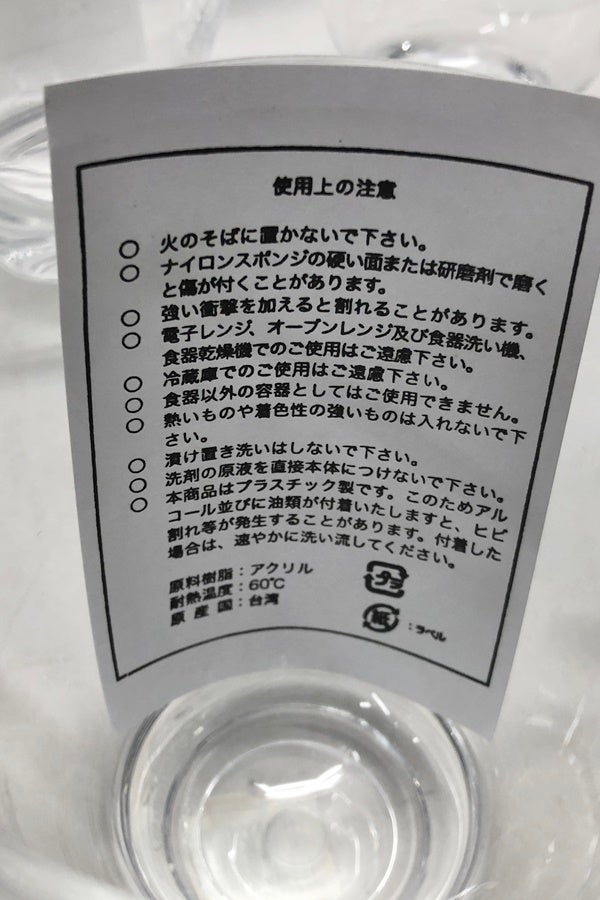 使用上の注意
○ 火のそばに置かないで下さい。
○ ナイロンスポンジの硬い面または研磨剤で磨く
と傷が付くことがあります。
○ 強い衝撃を加えると割れることがあります。
○ 電子レンジ、オーブンレンジ及び食器洗い機、
食器乾燥機でのご使用はご遠慮下さい。
○ 冷蔵庫でのご使用はご遠慮下さい。
○ 食器以外の容器としてはご使用できません。
○ 熱いものや着色性の強いものは入れないで下
さい。
○ 漬け置き洗いはしないで下さい。
○ 洗剤の原液を直接本体につけないで下さい。
○ 本商品はプラスチック製です。このためアル
コール並びに油類が付着いたしますと、ヒビ
割れ等が発生することがあります。付着した
場合は、速やかに洗い流してください。
原料樹脂：アクリル
耐熱温度：60℃
原産国：台湾
プラ
紙：ラベル